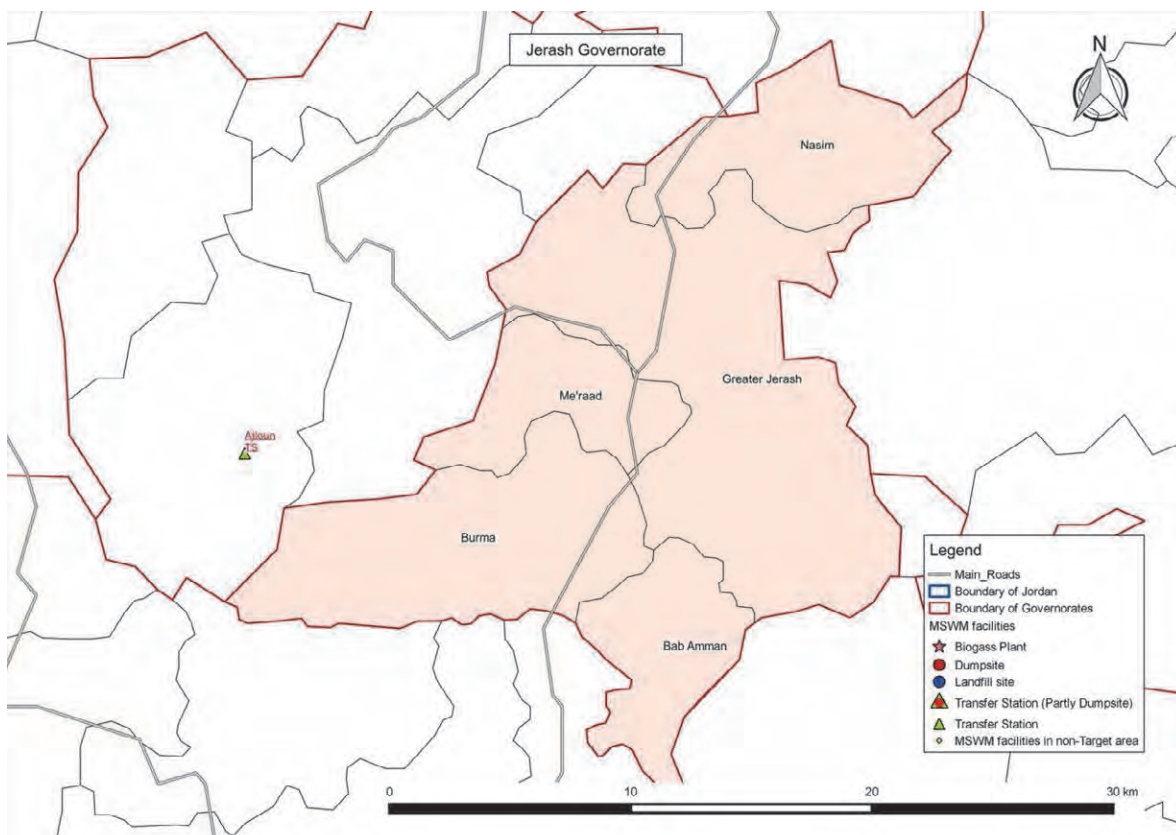 Jerash Governorate
N
Nasim
Greater Jerash
Me'raad
Ajloun
TS
Burma
Bab Amman
Legend
Main_Roads
Boundary of Jordan
Boundary of Governorates
MSWM facilities
Biogass Plant
Dumpsite
Landfill site
Transfer Station (Partly Dumpsite)
Transfer Station
MSWM facilities in non-Target area
0 10 20 30 km